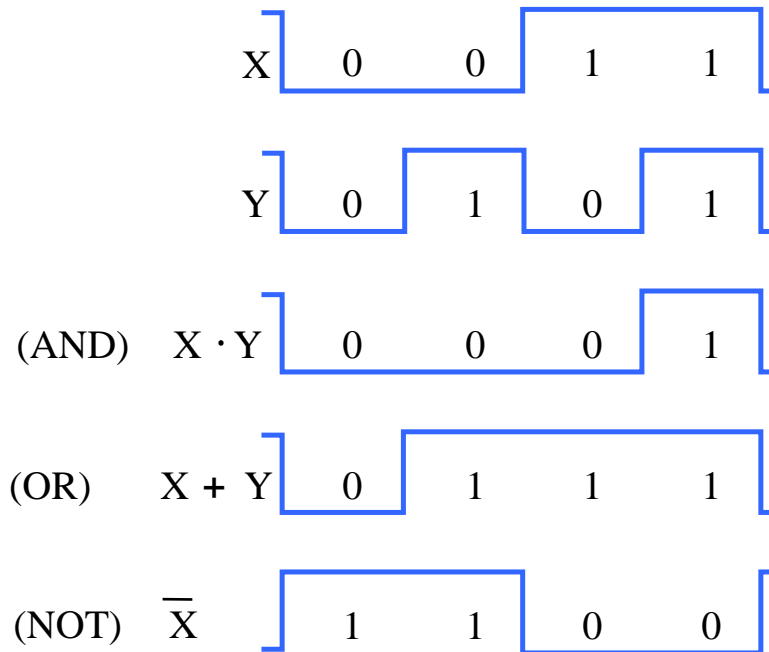 X 0 0 1 1
Y 0 1 0 1
(AND) X · Y 0 0 0 1
(OR) X + Y 0 1 1 1
(NOT) X̅ 1 1 0 0